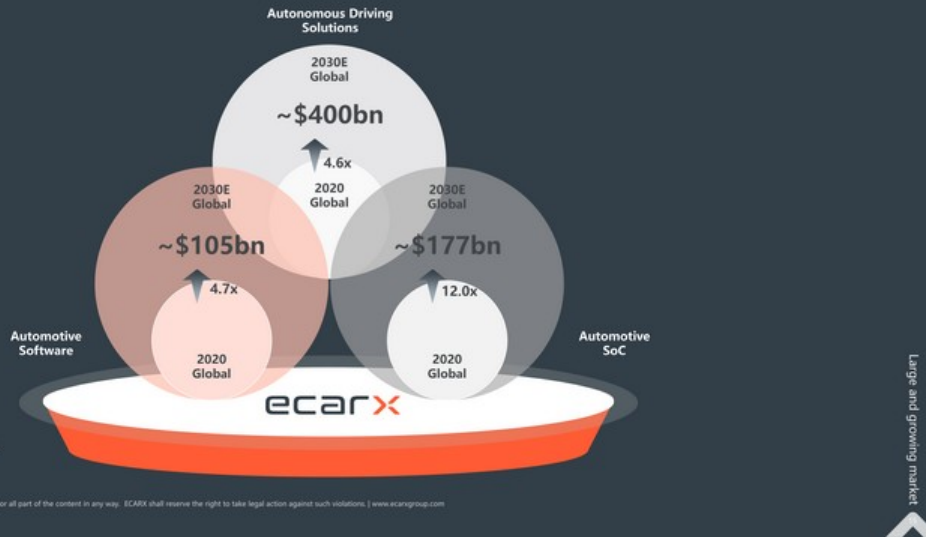 Autonomous Driving
Solutions
2030E
Global
~$400bn
4.6x
2020
Global
2030E
Global
~$105bn
4.7x
2020
Global
2030E
Global
~$177bn
12.0x
2020
Global
Automotive
Software
Automotive
SoC
ecarx
Large and growing market
or all part of the content in any way. ECARX shall reserve the right to take legal action against such violations. | www.ecarxgroup.com